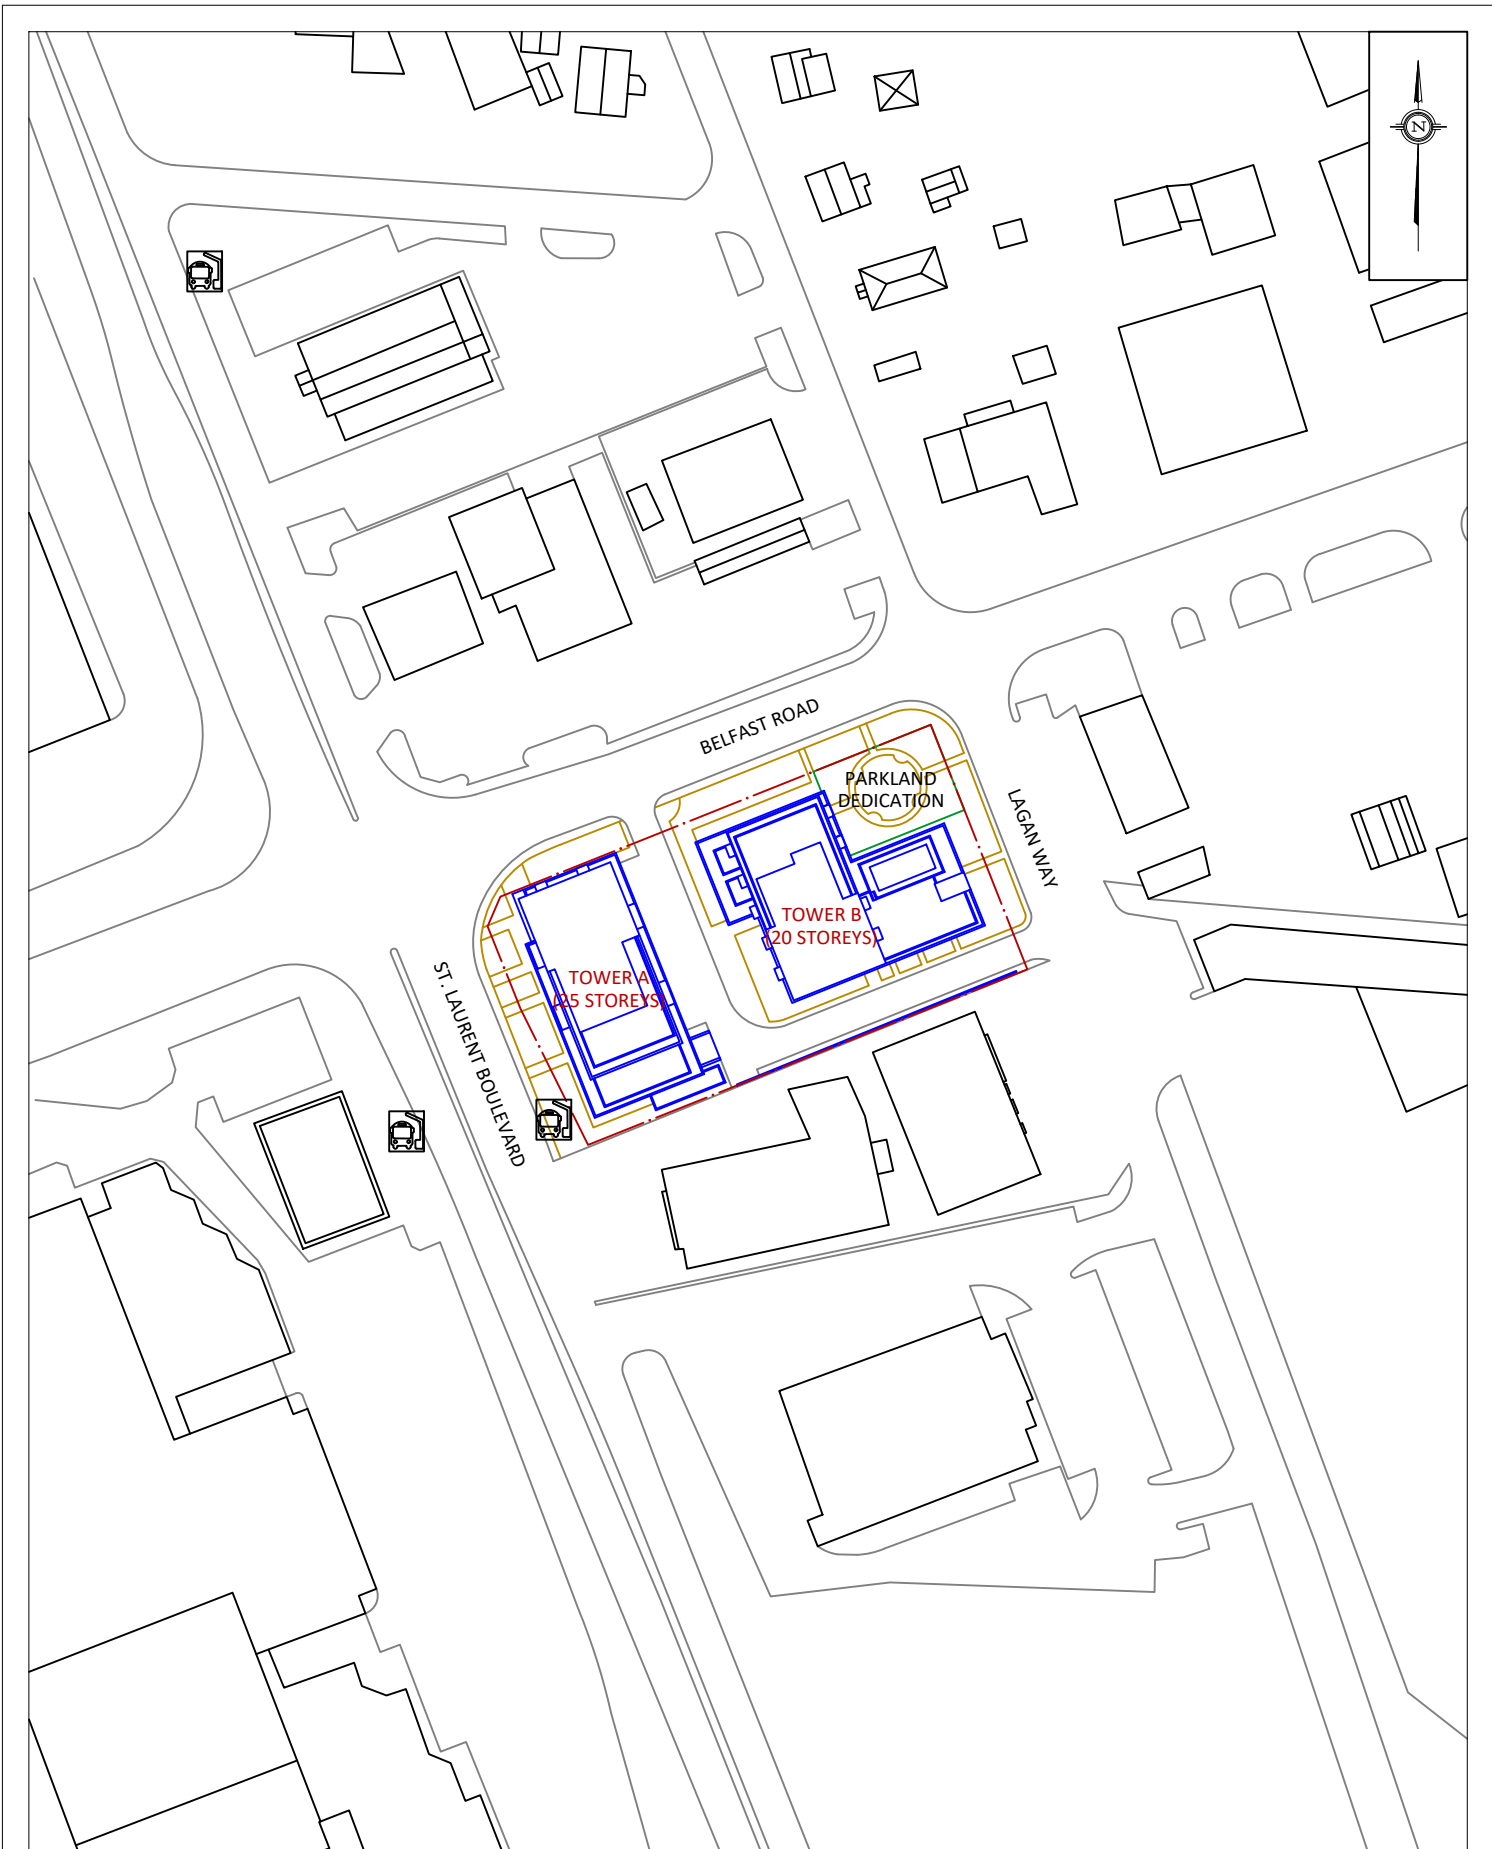 N
BELFAST ROAD
PARKLAND
DEDICATION
LAGAN WAY
TOWER B
(20 STOREYS)
TOWER A
(25 STOREYS)
ST. LAURENT BOULEVARD